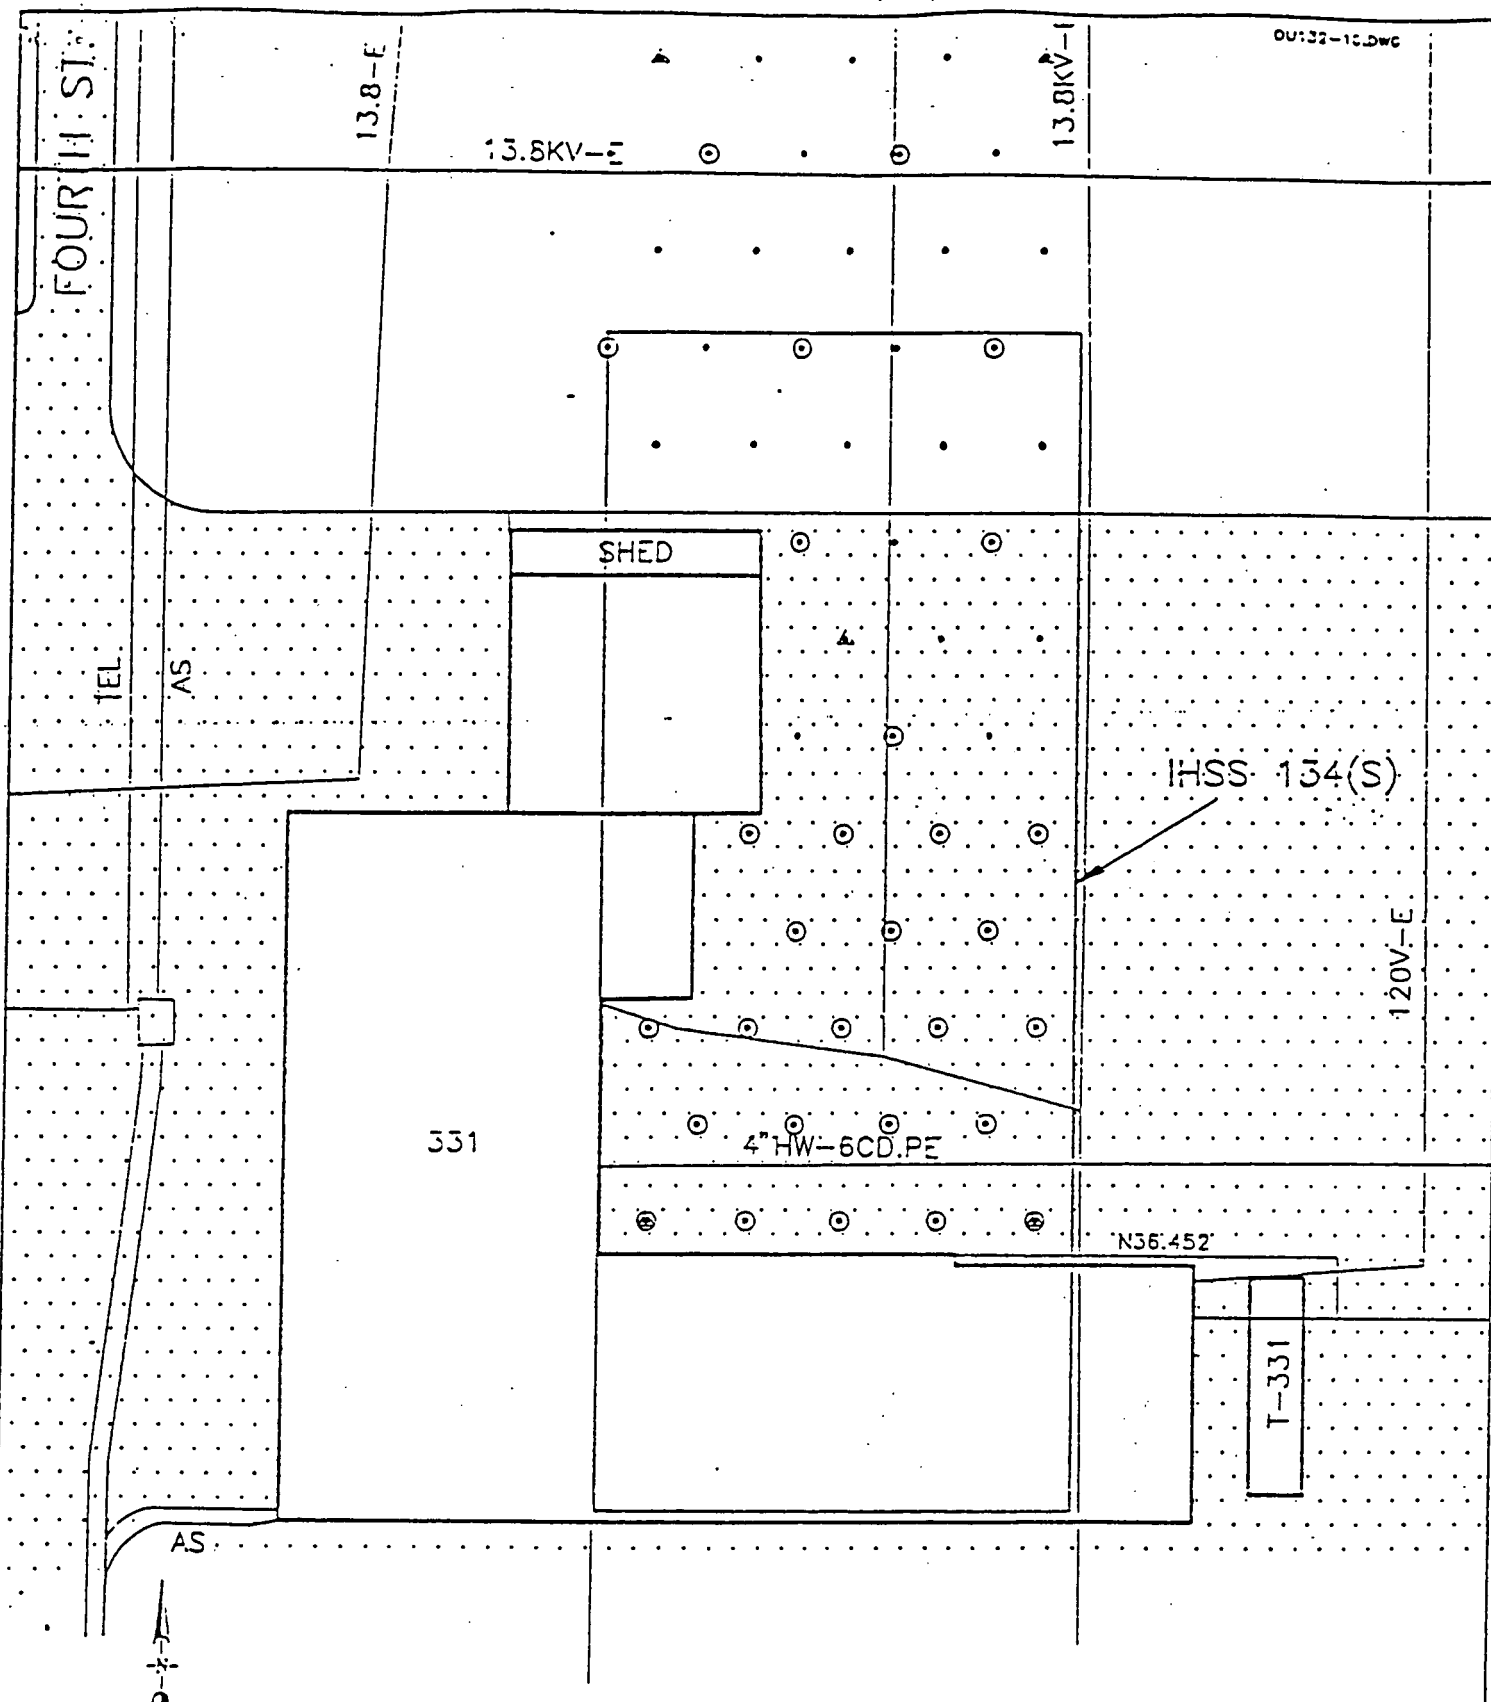 OU132-10.DWG
FOURTH ST.
13.8-E
13.8KV-E
13.8KV-E
SHED
TEL
AS
IHSS 134(S)
120V-E
331
4"HW-6CD.PE
N36.452
T-331
AS